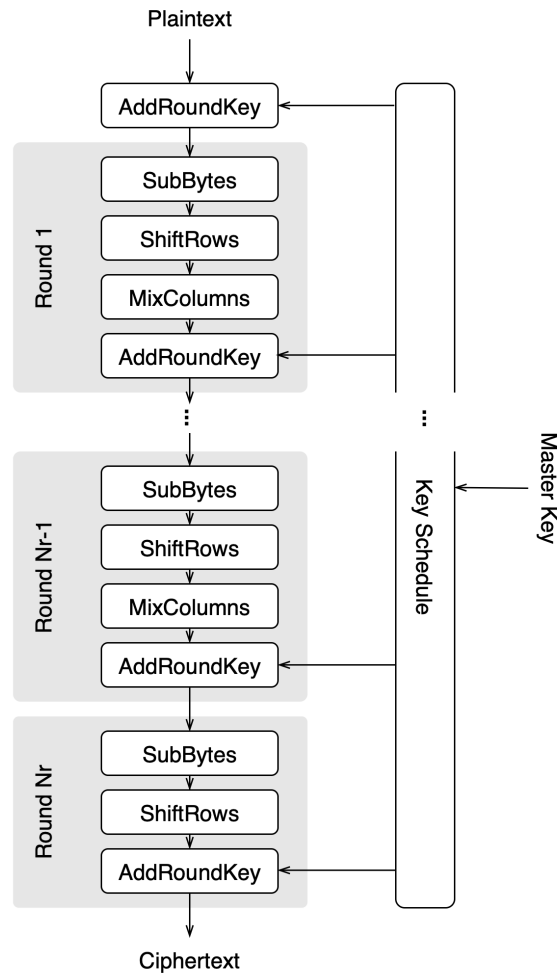 Plaintext
AddRoundKey
Round 1
SubBytes
ShiftRows
MixColumns
AddRoundKey
...
...
Round Nr-1
SubBytes
ShiftRows
MixColumns
AddRoundKey
Round Nr
SubBytes
ShiftRows
AddRoundKey
Ciphertext
Key Schedule
Master Key